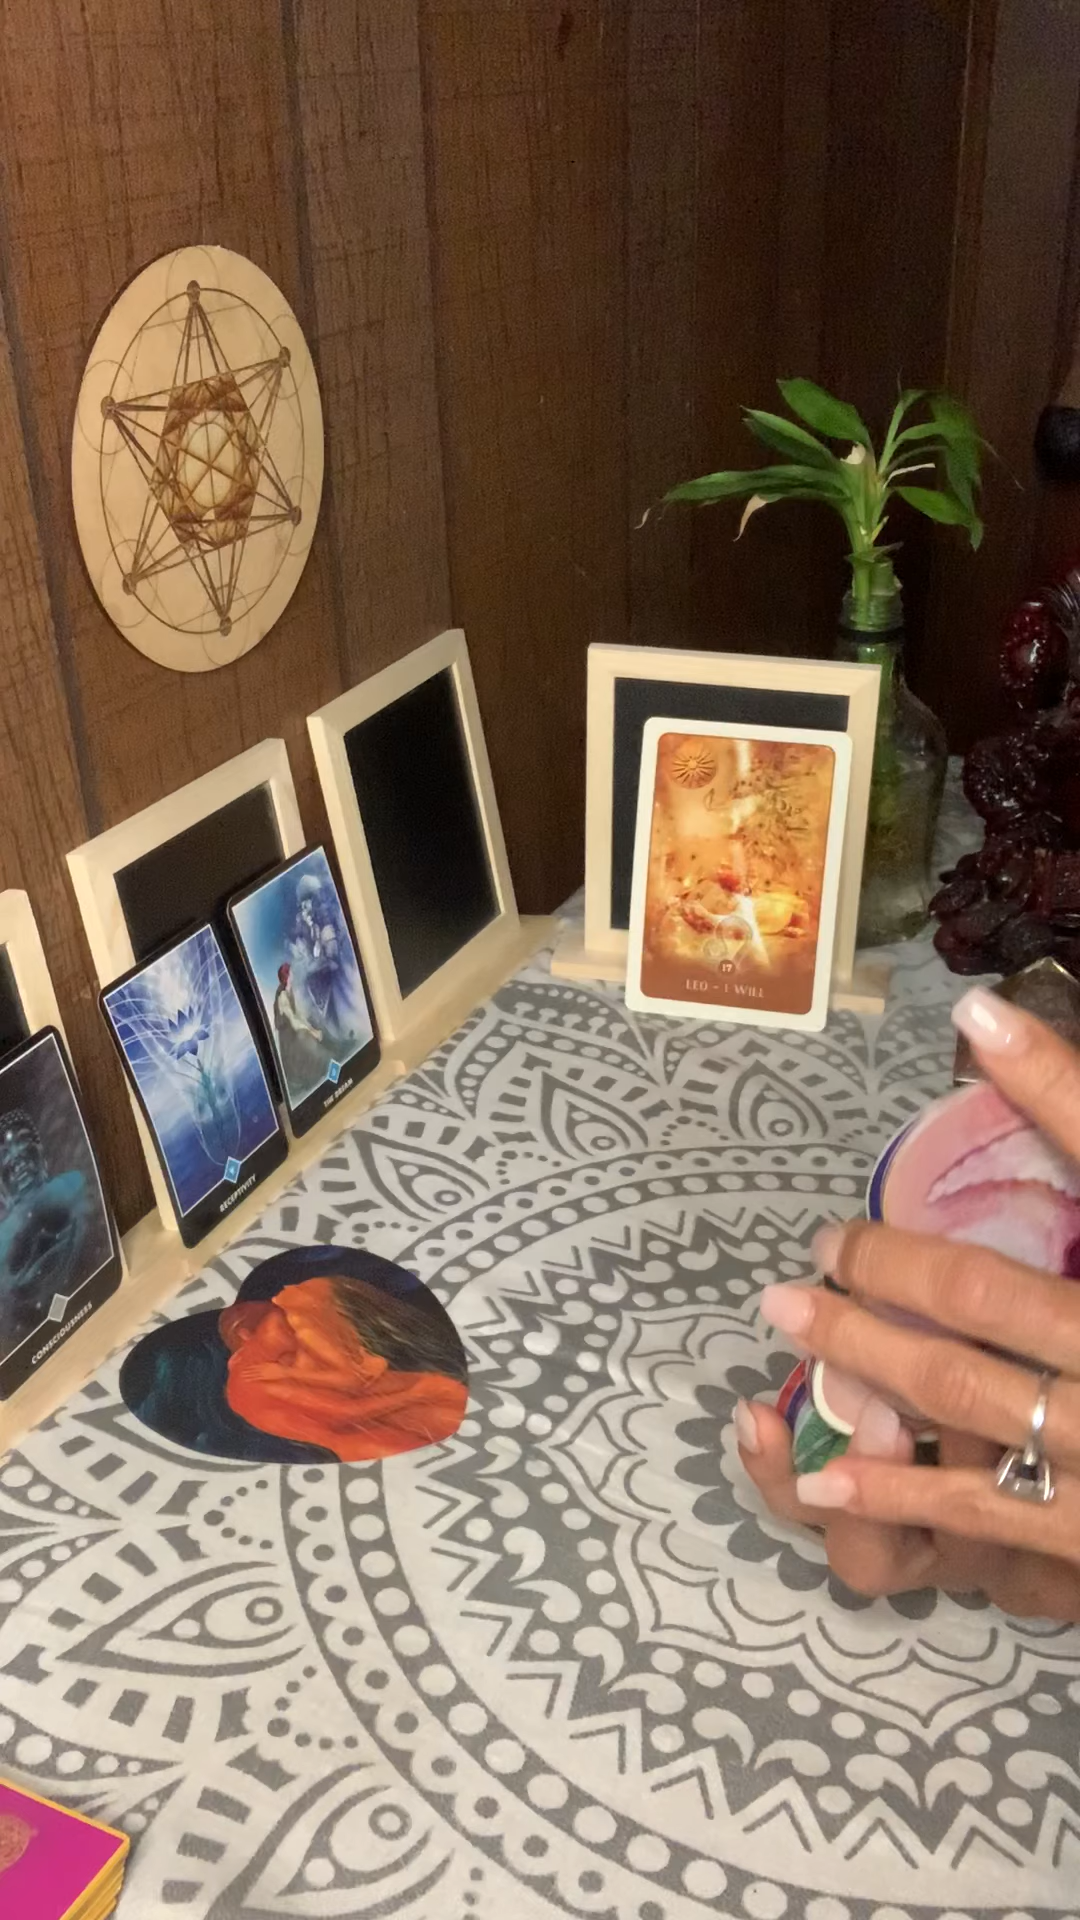 17
LEO - I WILL
THE DREAM
RECEPTIVITY
CONSCIOUSNESS